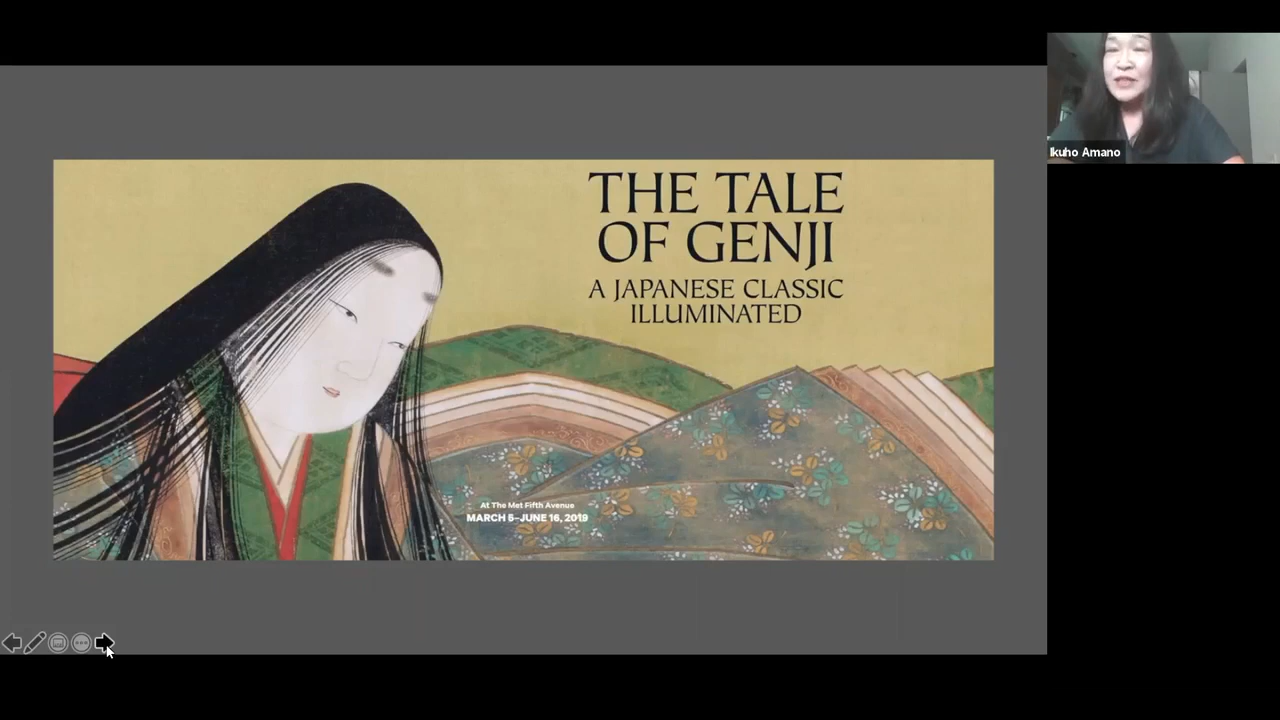 THE TALE
OF GENJI
A JAPANESE CLASSIC
ILLUMINATED
At The Met Fifth Avenue
MARCH 5–JUNE 16, 2019
Ikuho Amano